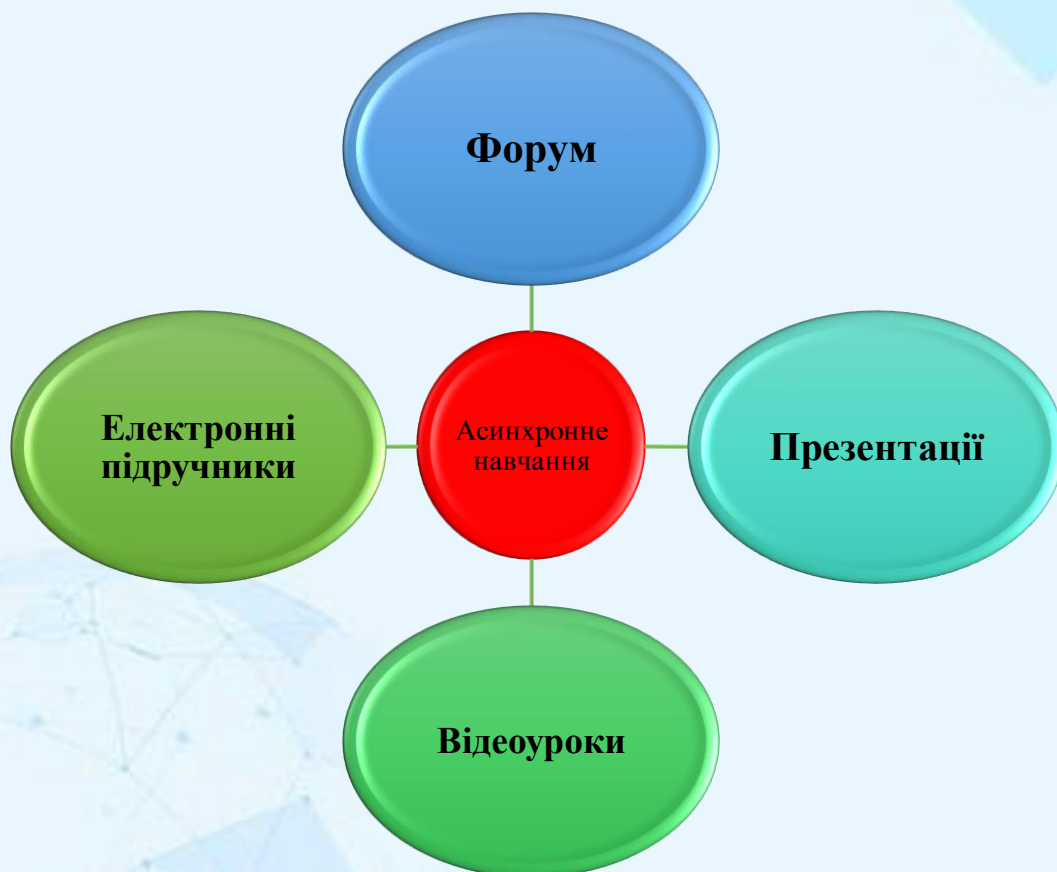 Форум
Електронні
підручники
Асинхронне
навчання
Презентації
Відеоуроки